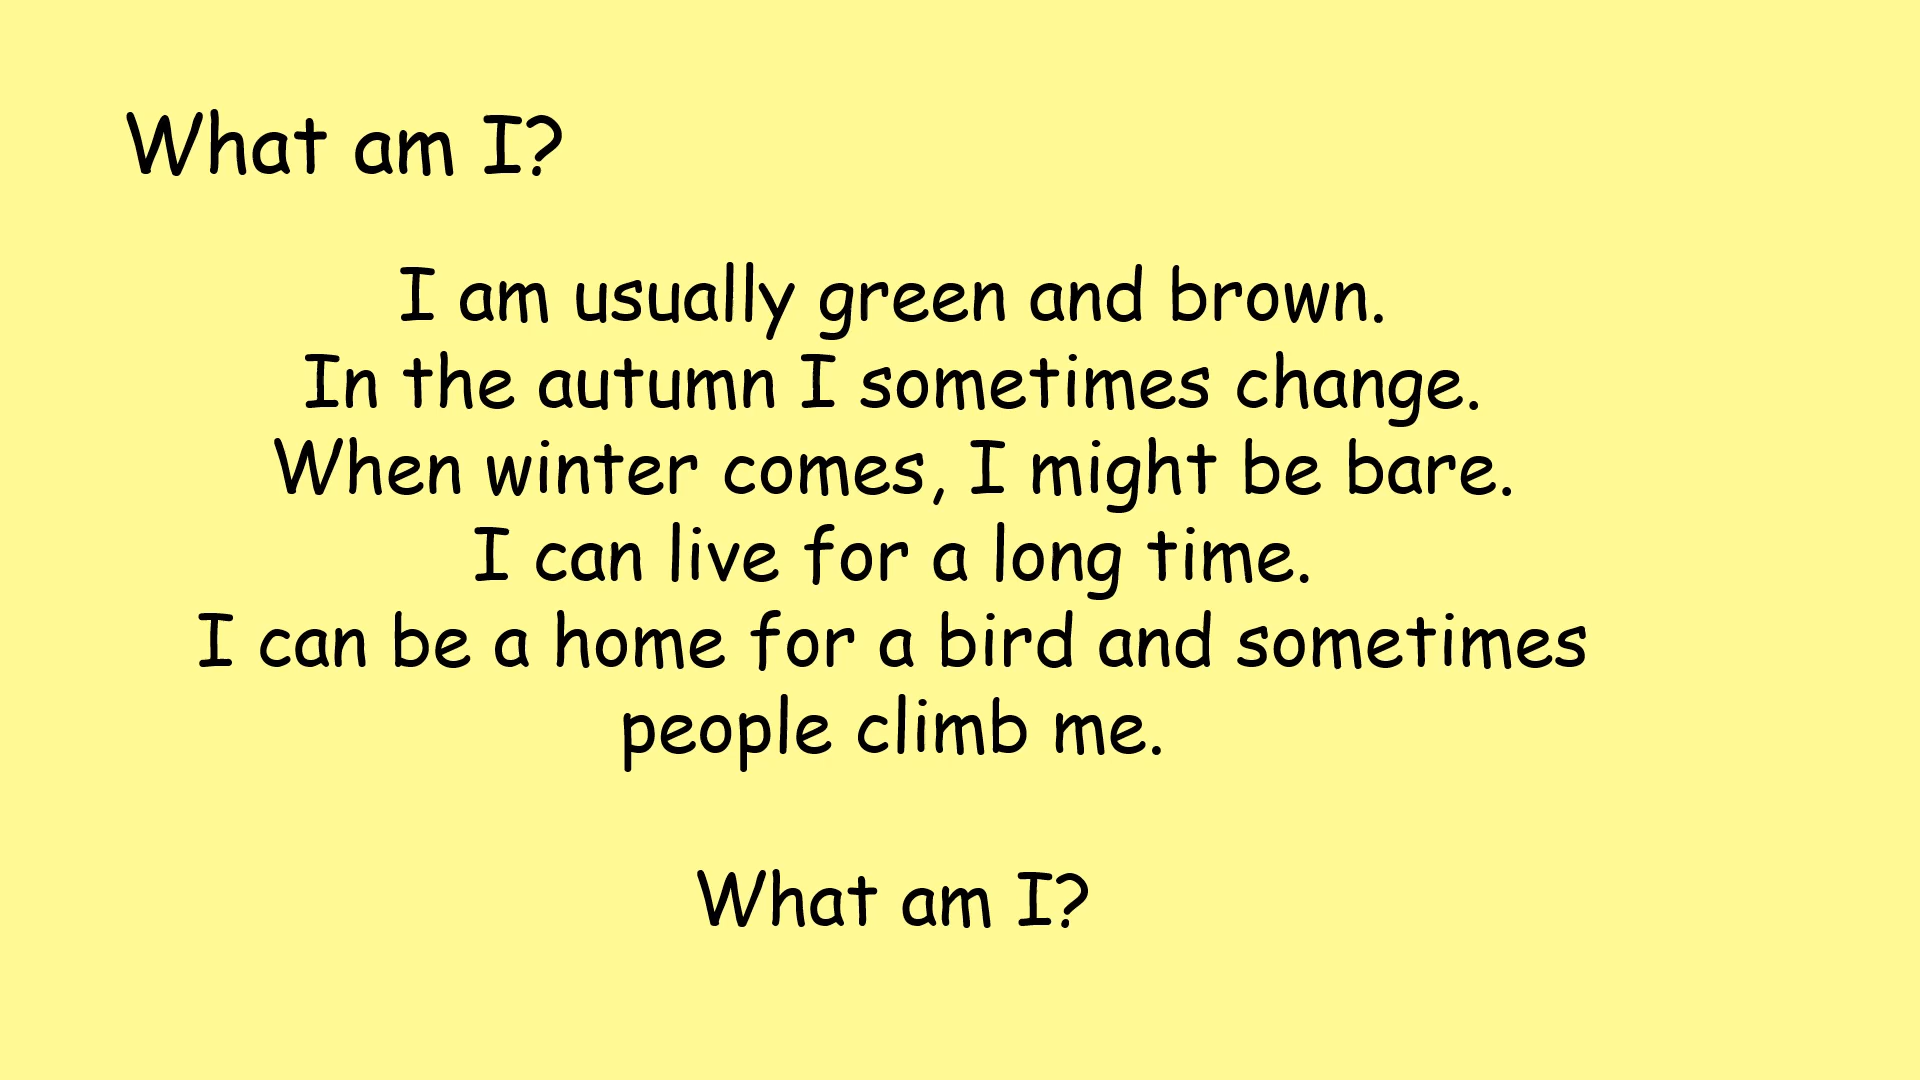 What am I?
I am usually green and brown.
In the autumn I sometimes change.
When winter comes, I might be bare.
I can live for a long time.
I can be a home for a bird and sometimes
people climb me.
What am I?